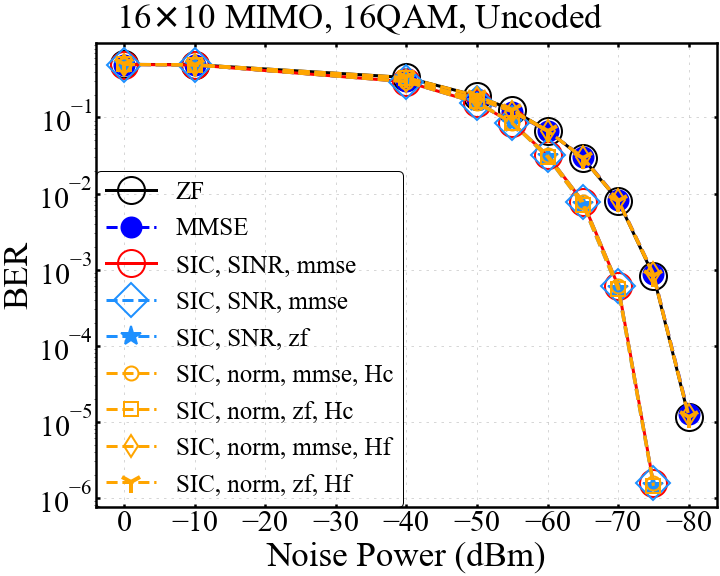 16×10 MIMO, 16QAM, Uncoded
BER
10⁻¹
10⁻²
10⁻³
10⁻⁴
10⁻⁵
10⁻⁶
ZF
MMSE
SIC, SINR, mmse
SIC, SNR, mmse
SIC, SNR, zf
SIC, norm, mmse, Hc
SIC, norm, zf, Hc
SIC, norm, mmse, Hf
SIC, norm, zf, Hf
0 −10 −20 −30 −40 −50 −60 −70 −80
Noise Power (dBm)